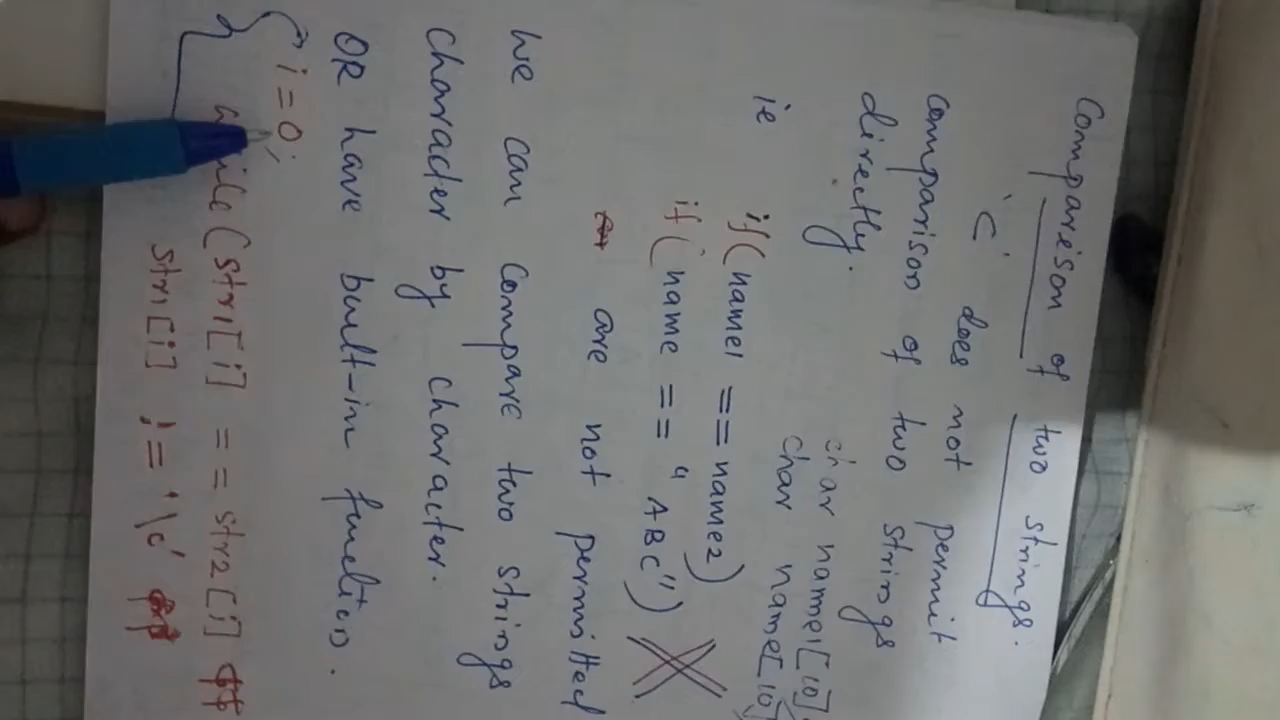 Comparison of two strings.
'C' does not permit
comparison of two strings
directly.
char name1[10],
char name[10]
ie if(name1 == name2)
if(name == "ABC")
are not permitted
We can compare two strings
character by character.
OR have built-in function.
i=0;
while(str1[i] == str2[i] &&
str1[i] != '\c' &&